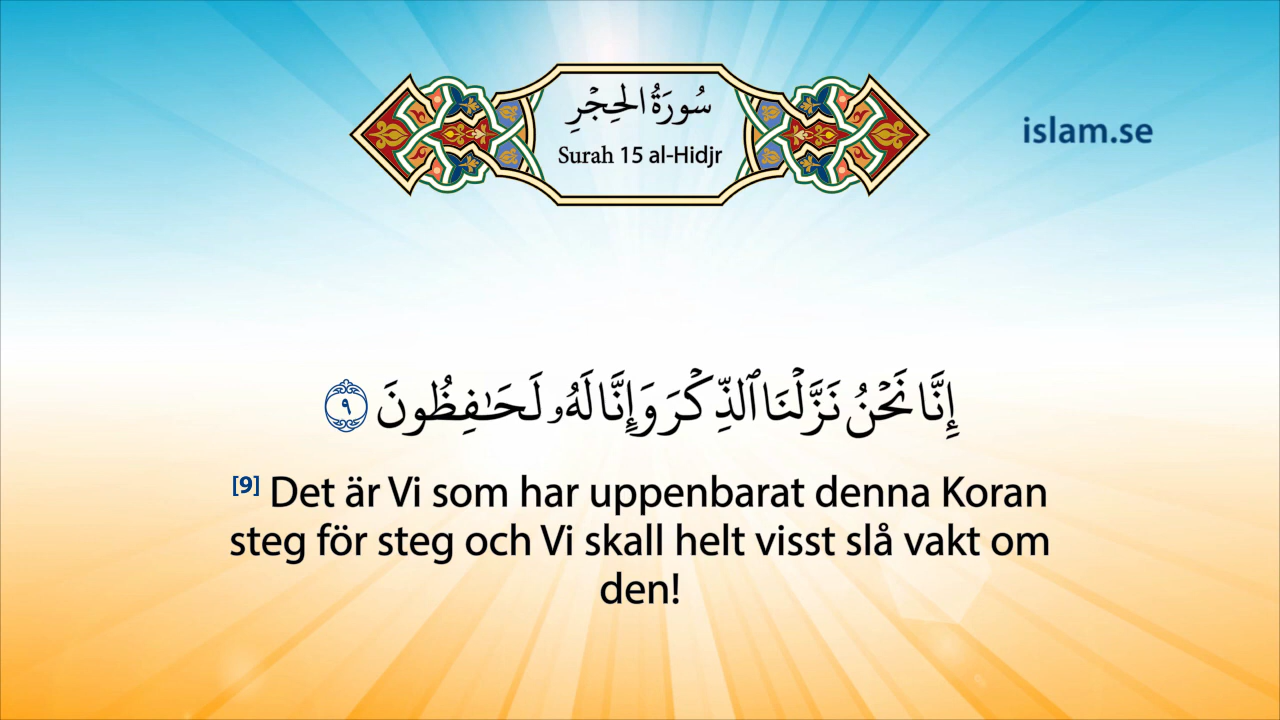 سُورَةُ الحِجْرِ
Surah 15 al-Hidjr
islam.se
إِنَّا نَحْنُ نَزَّلْنَا ٱلذِّكْرَ وَإِنَّا لَهُۥ لَحَـٰفِظُونَ ٩
[9] Det är Vi som har uppenbarat denna Koran
steg för steg och Vi skall helt visst slå vakt om
den!